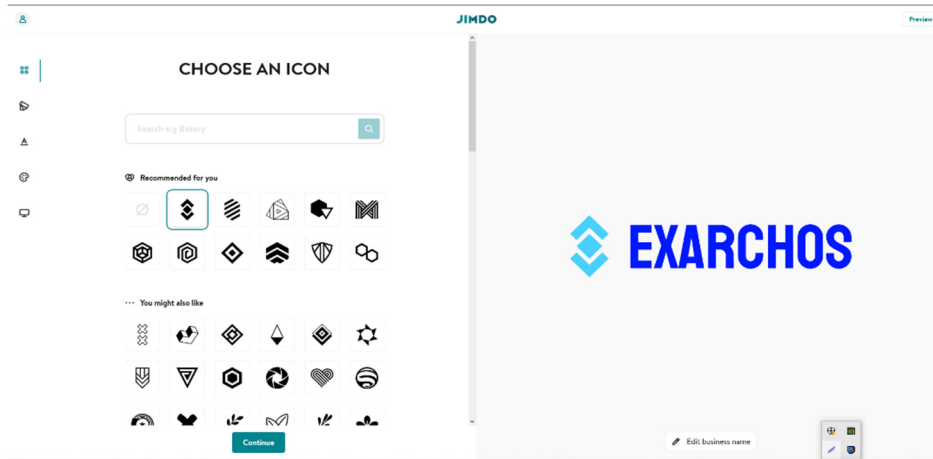 JIMDO
Preview
CHOOSE AN ICON
Search e.g Bakery
Recommended for you
··· You might also like
Continue
EXARCHOS
Edit business name